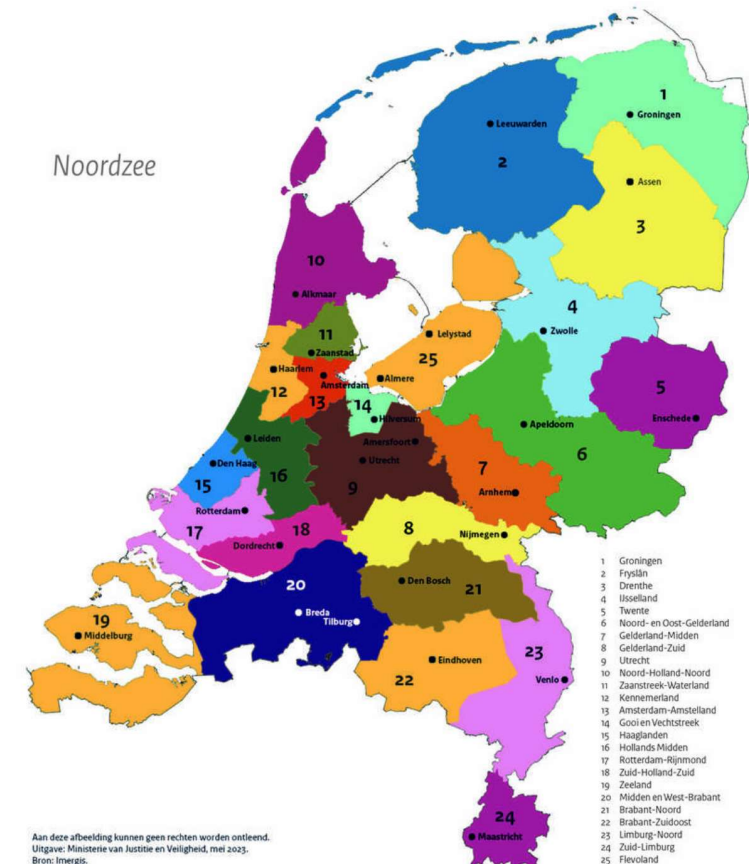 Noordzee
1
Groningen
Leeuwarden
2
Assen
3
10
Alkmaar
4
Zwolle
11
Zaanstad
Lelystad
25
Haarlem
Amsterdam
Almere
12
13
14
Hilversum
5
Enschede
Leiden
Amersfoort
Utrecht
Apeldoorn
6
Den Haag
15
16
9
7
Arnhem
Rotterdam
17
18
Dordrecht
8
Nijmegen
20
Den Bosch
21
Breda
Tilburg
19
Middelburg
Eindhoven
22
23
Venlo
24
Maastricht
1 Groningen
2 Fryslân
3 Drenthe
4 IJsselland
5 Twente
6 Noord- en Oost-Gelderland
7 Gelderland-Midden
8 Gelderland-Zuid
9 Utrecht
10 Noord-Holland-Noord
11 Zaanstreek-Waterland
12 Kennemerland
13 Amsterdam-Amstelland
14 Gooi en Vechtstreek
15 Haaglanden
16 Hollands Midden
17 Rotterdam-Rijnmond
18 Zuid-Holland-Zuid
19 Zeeland
20 Midden en West-Brabant
21 Brabant-Noord
22 Brabant-Zuidoost
23 Limburg-Noord
24 Zuid-Limburg
25 Flevoland
Aan deze afbeelding kunnen geen rechten worden ontleend.
Uitgave: Ministerie van Justitie en Veiligheid, mei 2023.
Bron: Imergis.